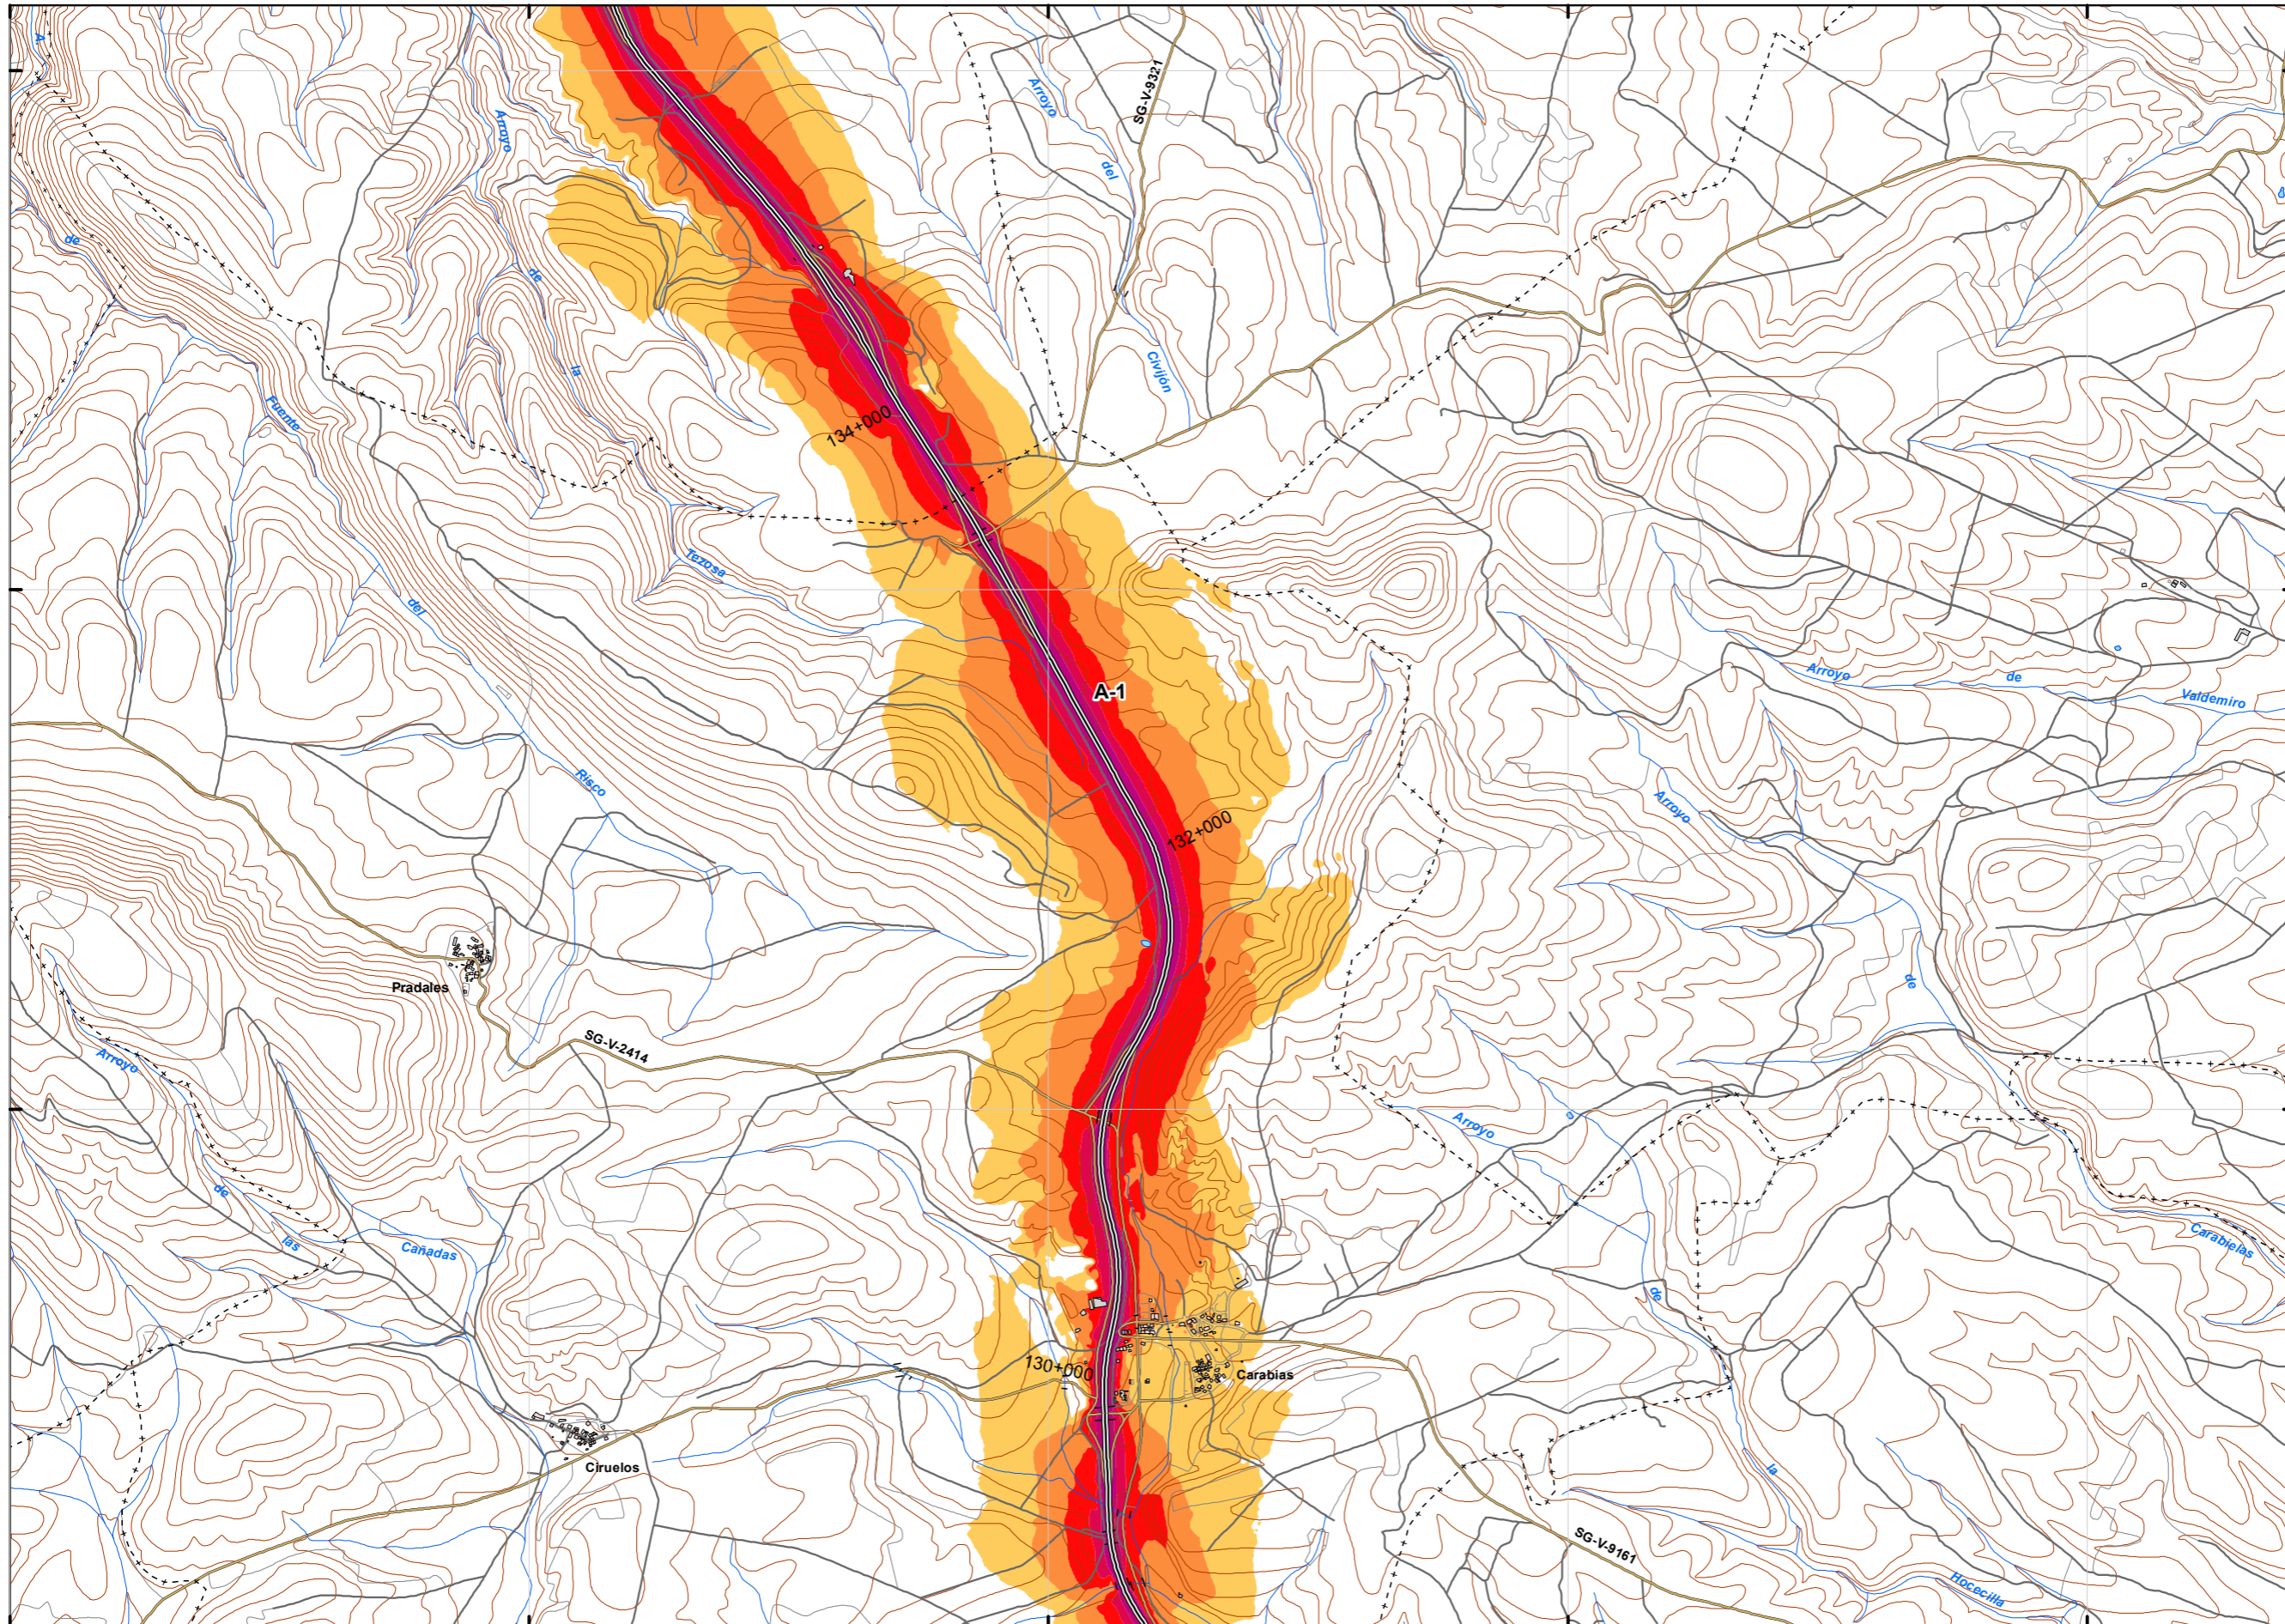 A
de
Fuente
del
Risco
Arroyo
de
la
Tezosa
Arroyo
del
Civijón
SG-V-9321
134+000
A-1
132+000
Arroyo
de
Valdemiro
Arroyo
de
Pradales
SG-V-2414
Arroyo
de
las
Cañadas
Arroyo
de
la
Hocecilla
Carabielas
130+000
Carabias
Ciruelos
SG-V-9161